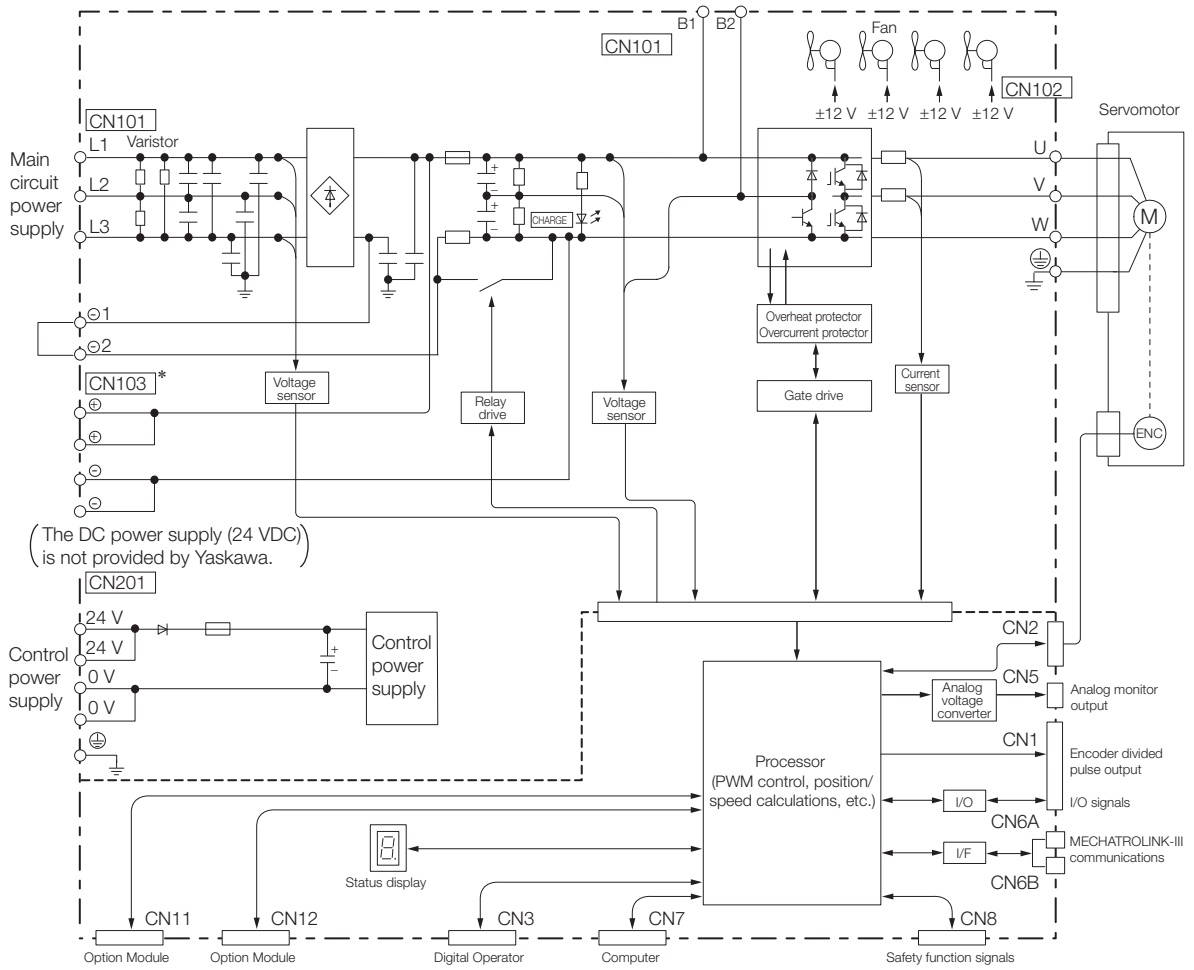 B1 B2
CN101
Fan
CN102
±12 V ±12 V ±12 V ±12 V
Servomotor
CN101
Varistor
Main
circuit
power
supply
L1
L2
L3
U
V
W
M
+
−
+
−
CHARGE
⊖1
⊖2
Overheat protector
Overcurrent protector
CN103 *
Voltage
sensor
Relay
drive
Voltage
sensor
Gate drive
Current
sensor
ENC
⊕
⊕
⊖
⊖
(The DC power supply (24 VDC)
is not provided by Yaskawa.)
CN201
Control
power
supply
24 V
24 V
0 V
0 V
+
−
Control
power
supply
CN2
CN5
Analog
voltage
converter
Analog monitor
output
CN1
Encoder divided
pulse output
Processor
(PWM control, position/
speed calculations, etc.)
I/O
I/O signals
CN6A
I/F
MECHATROLINK-III
communications
CN6B
8.
Status display
CN11
CN12
CN3
CN7
CN8
Option Module
Option Module
Digital Operator
Computer
Safety function signals